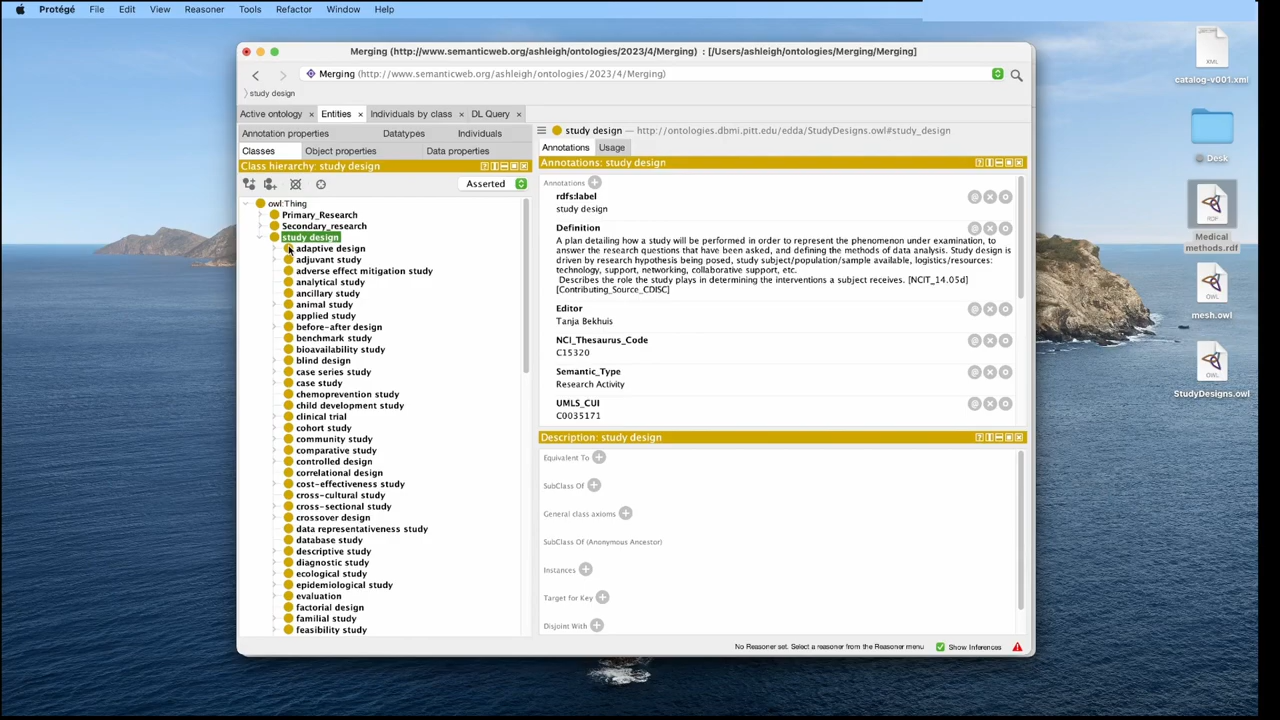 Protégé File Edit View Reasoner Tools Refactor Window Help
Merging (http://www.semanticweb.org/ashleigh/ontologies/2023/4/Merging) : [/Users/ashleigh/ontologies/Merging/Merging]
Merging (http://www.semanticweb.org/ashleigh/ontologies/2023/4/Merging)
study design
Active ontology × Entities × Individuals by class × DL Query ×
Annotation properties Datatypes Individuals
Classes Object properties Data properties
Class hierarchy: study design
Asserted
owl:Thing
Primary_Research
Secondary_research
study design
adaptive design
adjuvant study
adverse effect mitigation study
analytical study
ancillary study
animal study
applied study
before-after design
benchmark study
bioavailability study
blind design
case series study
case study
chemoprevention study
child development study
clinical trial
cohort study
community study
comparative study
controlled design
correlational design
cost-effectiveness study
cross-cultural study
cross-sectional study
crossover design
data representativeness study
database study
descriptive study
diagnostic study
ecological study
epidemiological study
evaluation
factorial design
familial study
feasibility study
study design — http://ontologies.dbmi.pitt.edu/edda/StudyDesigns.owl#study_design
Annotations Usage
Annotations: study design
Annotations
rdfs:label
study design
Definition
A plan detailing how a study will be performed in order to represent the phenomenon under examination, to
answer the research questions that have been asked, and defining the methods of data analysis. Study design is
driven by research hypothesis being posed, study subject/population/sample available, logistics/resources:
technology, support, networking, collaborative support, etc.
Describes the role the study plays in determining the interventions a subject receives. [NCIT_14.05d]
[Contributing_Source_CDISC]
Editor
Tanja Bekhuis
NCI_Thesaurus_Code
C15320
Semantic_Type
Research Activity
UMLS_CUI
C0035171
Description: study design
Equivalent To
SubClass Of
General class axioms
SubClass Of (Anonymous Ancestor)
Instances
Target for Key
Disjoint With
No Reasoner set. Select a reasoner from the Reasoner menu Show Inferences
XML
catalog-v001.xml
Desk
RDF
Medical
methods.rdf
OWL
mesh.owl
OWL
StudyDesigns.owl